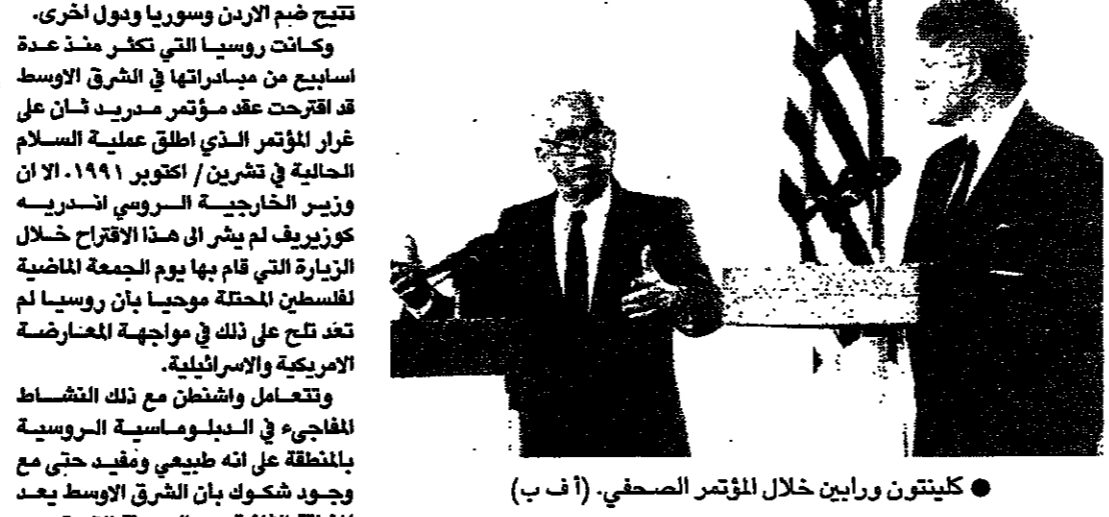 تتيح ضم الاردن وسوريا ودول اخرى.
وكانت روسيا التي تكثر منذ عدة
اسابيع من مبادراتها في الشرق الاوسط
قد اقترحت عقد مؤتمر مدريد ثان على
غرار المؤتمر الذي اطلق عملية السلام
الحالية في تشرين / اكتوبر ١٩٩١. الا ان
وزير الخارجية الروسي اندريه
كوزيريف لم يشر الى هذا الاقتراح خلال
الزيارة التي قام بها يوم الجمعة الماضية
لفلسطين المحتلة موحيا بأن روسيا لم
تعد تلح على ذلك في مواجهة المعارضة
الامريكية والاسرائيلية.
وتتعامل واشنطن مع ذلك النشاط
المفاجىء في الدبلوماسية الروسية
بالمنطقة على انه طبيعي ومفيد حتى مع
وجود شكوك بأن الشرق الاوسط يعد
● كلينتون ورابين خلال المؤتمر الصحفي. (أ ف ب)